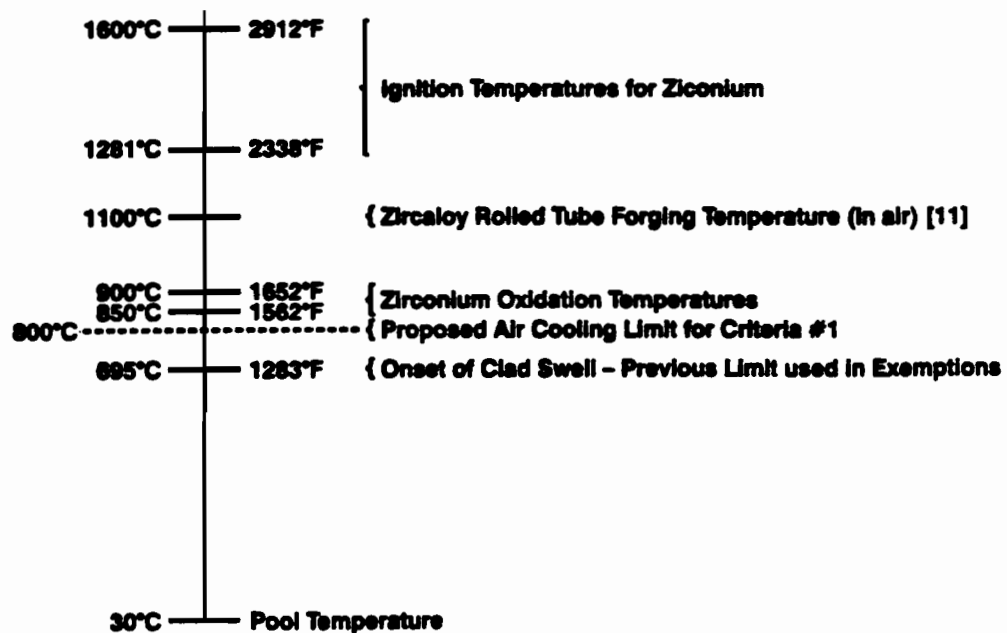 1600°C 2912°F
Ignition Temperatures for Ziconium
1281°C 2338°F
1100°C { Zircaloy Rolled Tube Forging Temperature (in air) [11]
900°C 1652°F
Zirconium Oxidation Temperatures
850°C 1562°F
800°C { Proposed Air Cooling Limit for Criteria #1
695°C 1283°F { Onset of Clad Swell – Previous Limit used in Exemptions
30°C Pool Temperature